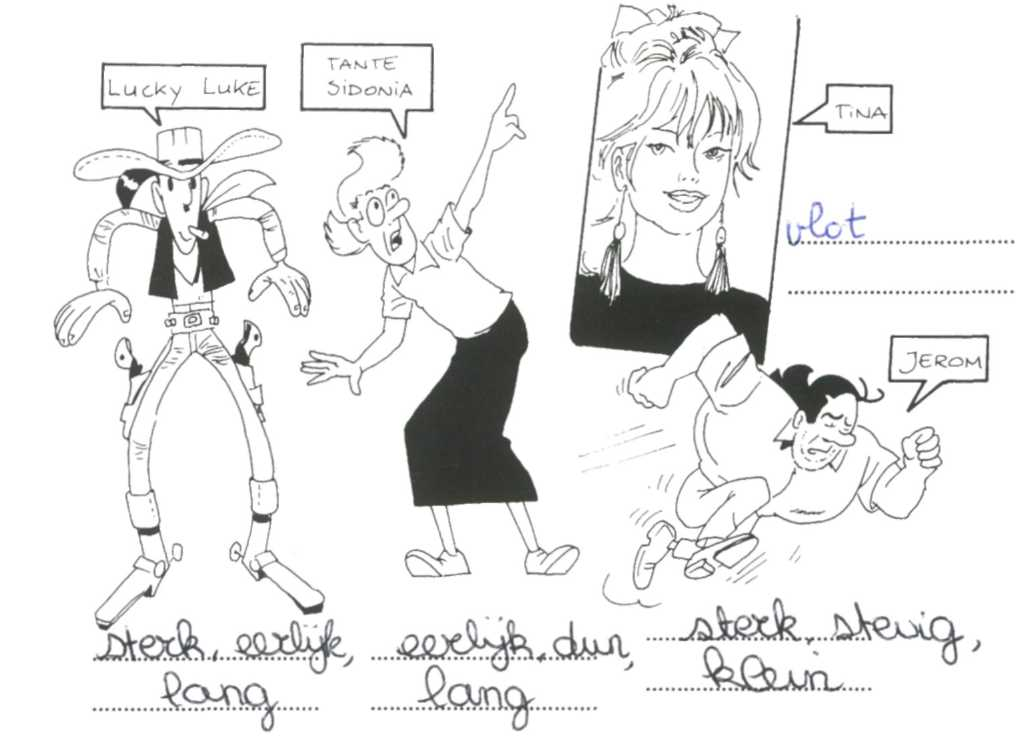 LUCKY LUKE
TANTE
SIDONIA
TINA
vlot
JEROM
sterk, eerlijk,
lang
eerlijk, dun,
lang
sterk, stevig,
klein